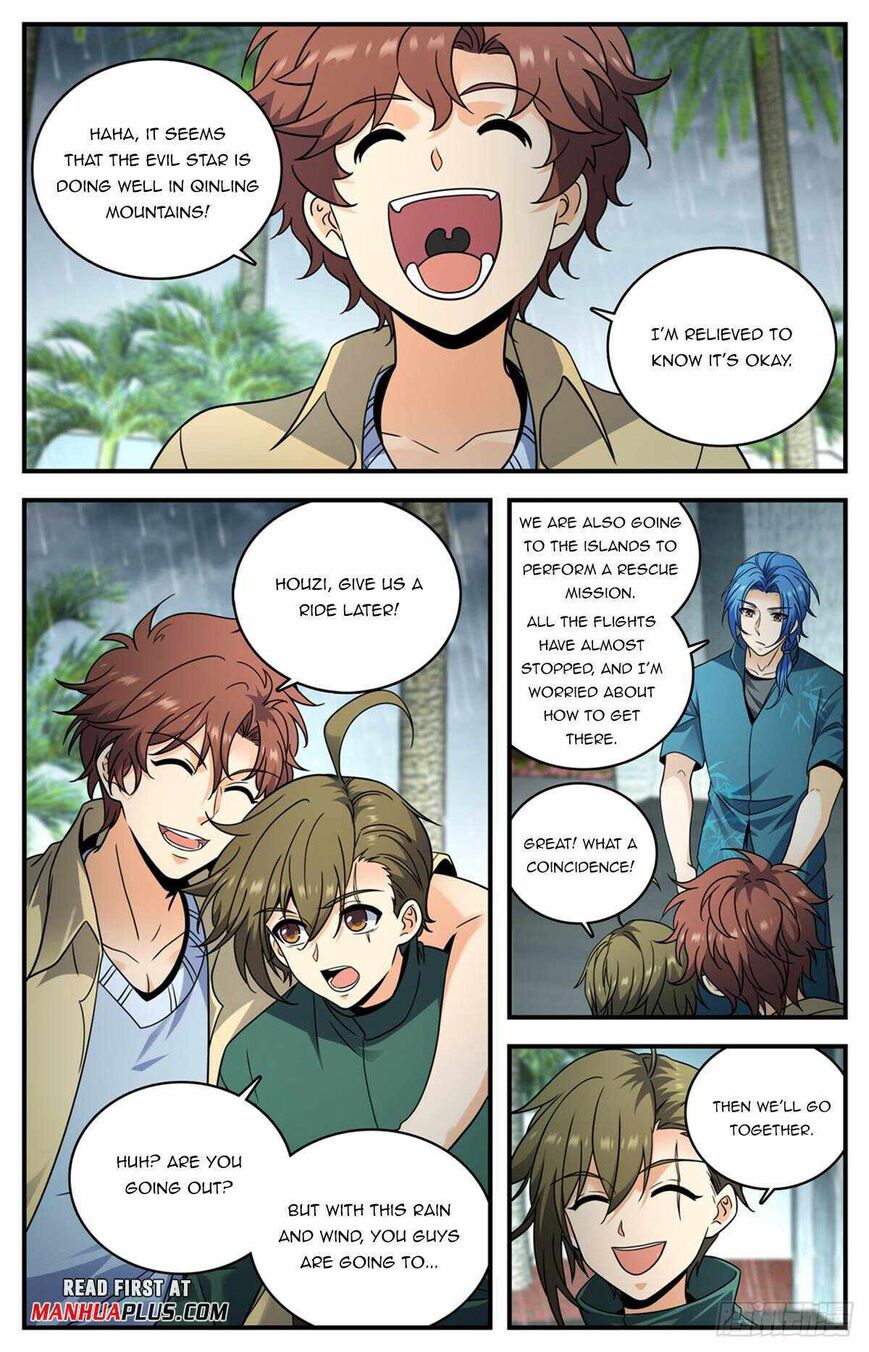 HAHA, IT SEEMS
THAT THE EVIL STAR IS
DOING WELL IN QINLING
MOUNTAINS!
I'M RELIEVED TO
KNOW IT'S OKAY.
HOUZI, GIVE US A
RIDE LATER!
HUH? ARE YOU
GOING OUT?
BUT WITH THIS RAIN
AND WIND, YOU GUYS
ARE GOING TO...
WE ARE ALSO GOING
TO THE ISLANDS TO
PERFORM A RESCUE
MISSION.
ALL THE FLIGHTS
HAVE ALMOST
STOPPED, AND I'M
WORRIED ABOUT
HOW TO GET
THERE.
GREAT! WHAT A
COINCIDENCE!
THEN WE'LL GO
TOGETHER.
READ FIRST AT
MANHUAPLUS.COM